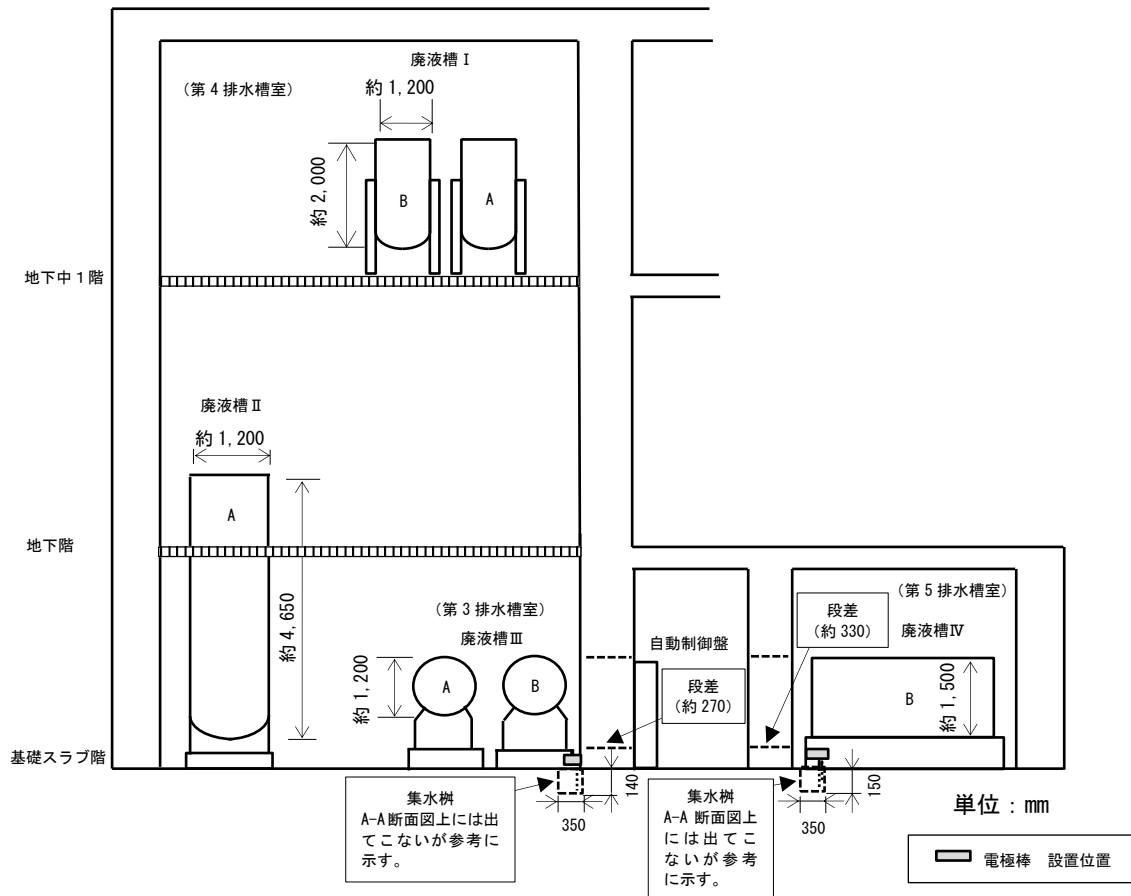 廃液槽Ⅰ
(第4排水槽室)
約1,200
約2,000
B
A
地下中1階
廃液槽Ⅱ
約1,200
A
地下階
約4,650
(第3排水槽室)
廃液槽Ⅲ
約1,200
A
B
自動制御盤
段差
(約270)
段差
(約330)
(第5排水槽室)
廃液槽Ⅳ
B
約1,500
基礎スラブ階
140
350
150
350
集水桝
A-A断面図上には出
てこないが参考に
示す。
集水桝
A-A 断面図上
には出てこ
ないが参考
に示す。
単位：mm
電極棒 設置位置